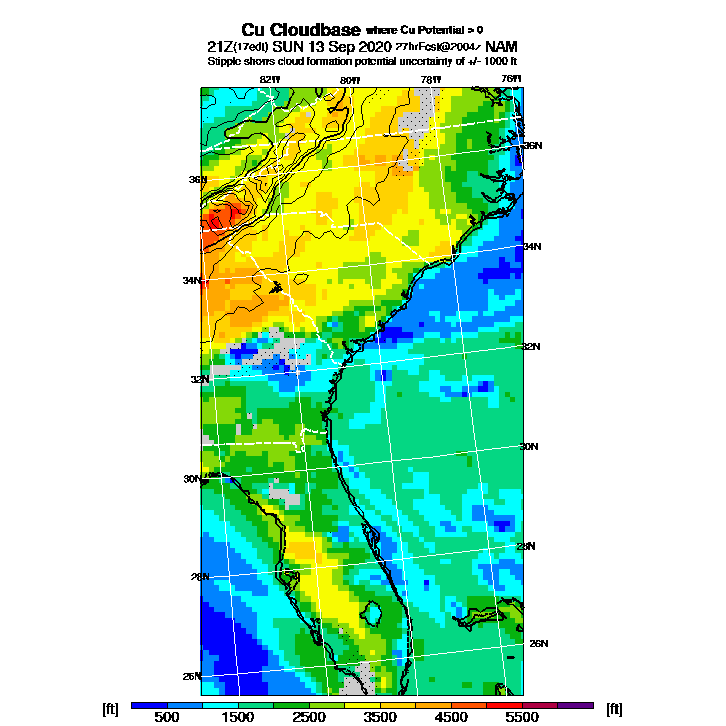 Cu Cloudbase where Cu Potential > 0
21Z(17edt) SUN 13 Sep 2020 27hrFcst@2004z NAM
Stipple shows cloud formation potential uncertainty of +/- 1000 ft
82W 80W 78W 76W
36N
36N
34N
34N
32N
32N
30N
30N
28N
28N
26N
26N
[ft] 500 1500 2500 3500 4500 5500 [ft]